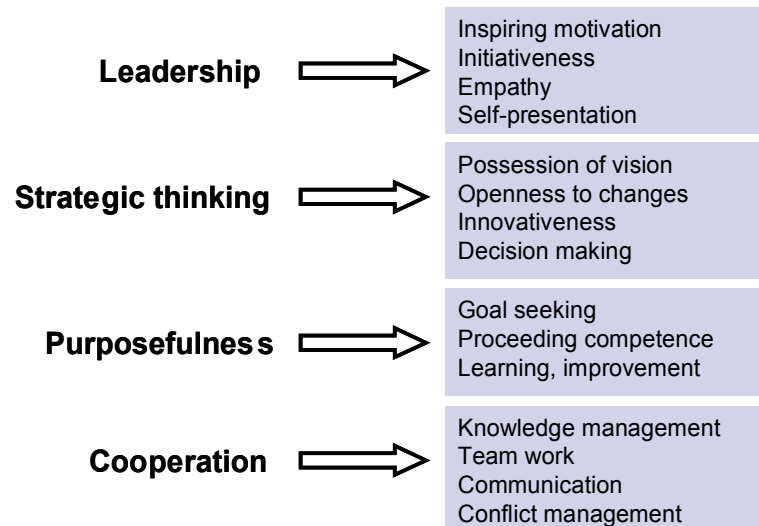 Leadership
Inspiring motivation
Initiativeness
Empathy
Self-presentation
Strategic thinking
Possession of vision
Openness to changes
Innovativeness
Decision making
Purposefulness
Goal seeking
Proceeding competence
Learning, improvement
Cooperation
Knowledge management
Team work
Communication
Conflict management